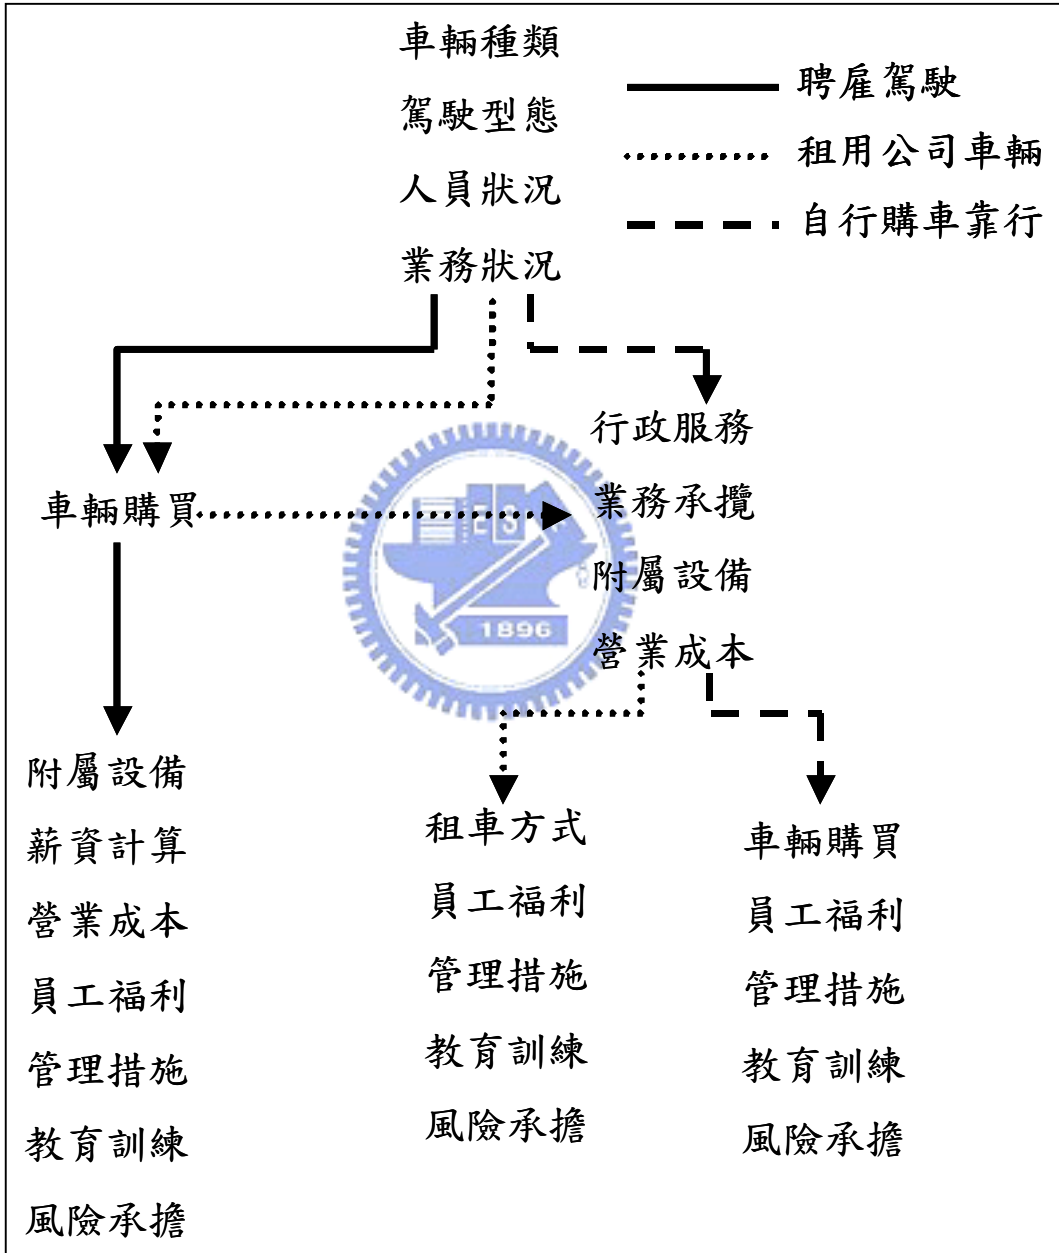 車輛種類
駕駛型態
人員狀況
業務狀況
聘雇駕駛
租用公司車輛
自行購車靠行
車輛購買
行政服務
業務承攬
附屬設備
營業成本
ES
1896
附屬設備
薪資計算
營業成本
員工福利
管理措施
教育訓練
風險承擔
租車方式
員工福利
管理措施
教育訓練
風險承擔
車輛購買
員工福利
管理措施
教育訓練
風險承擔